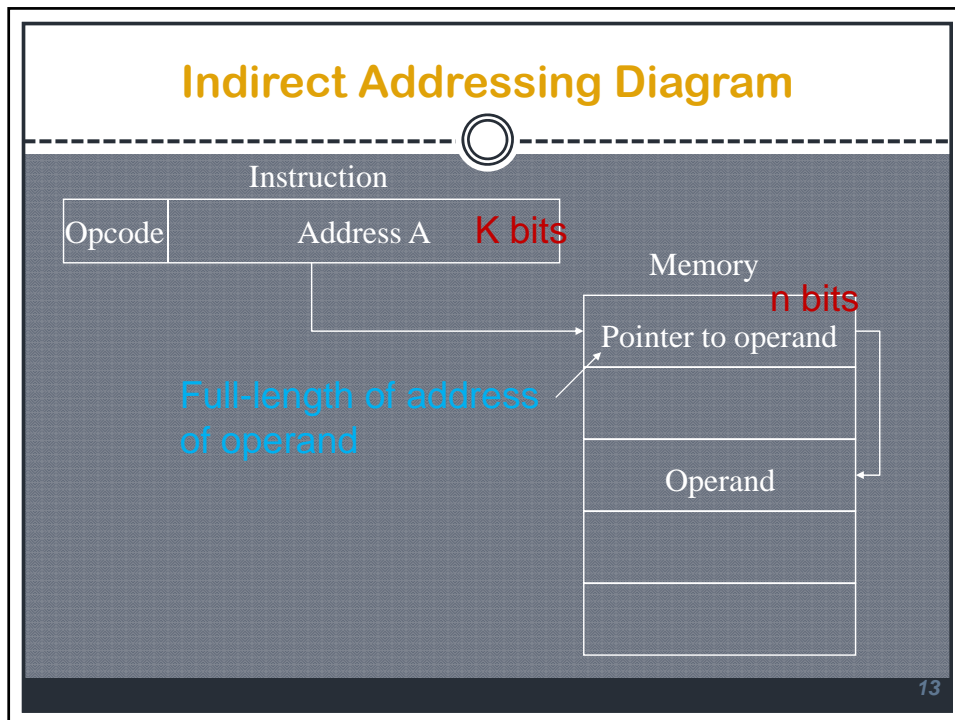 Indirect Addressing Diagram
Instruction
Opcode Address A K bits
Memory
n bits
Pointer to operand
Full-length of address
of operand
Operand
13